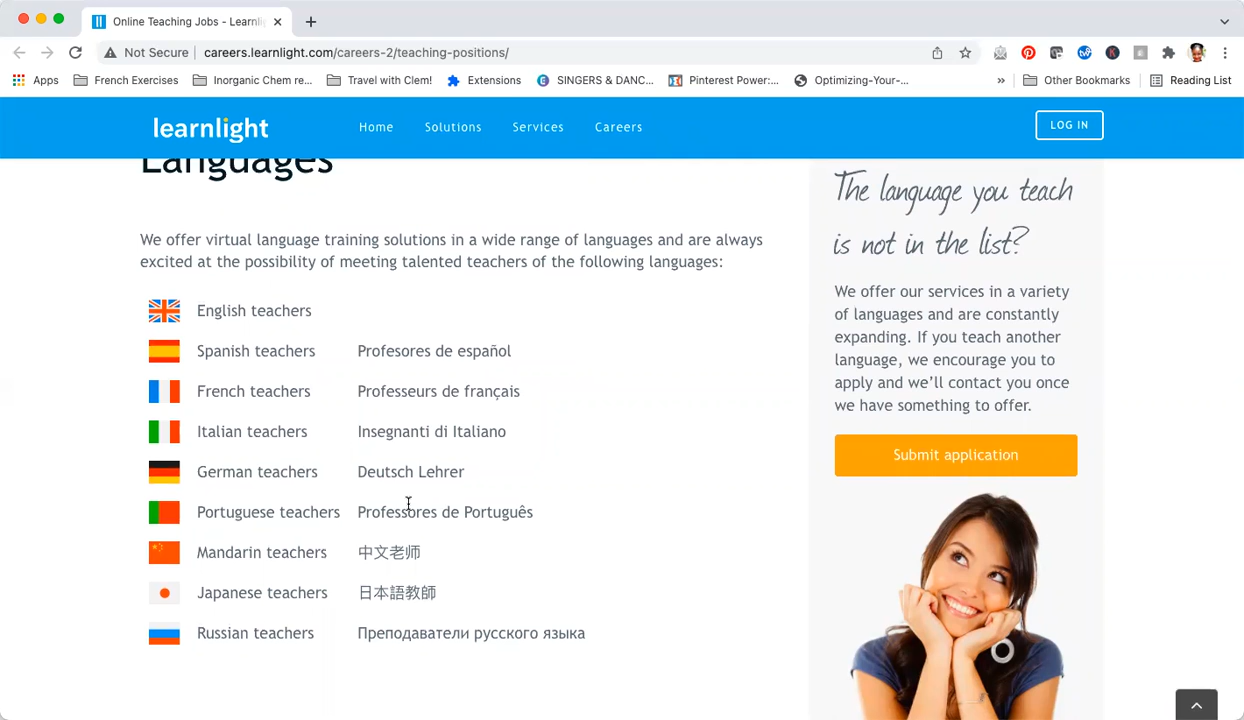 Online Teaching Jobs - Learnli
Not Secure
careers.learnlight.com/careers-2/teaching-positions/
Apps
French Exercises
Inorganic Chem re...
Travel with Clem!
Extensions
SINGERS & DANC...
Pinterest Power:...
Optimizing-Your-...
»
Other Bookmarks
Reading List
learnlight
Home
Solutions
Services
Careers
LOG IN
Languages
We offer virtual language training solutions in a wide range of languages and are always
excited at the possibility of meeting talented teachers of the following languages:
English teachers
Spanish teachers Profesores de español
French teachers Professeurs de français
Italian teachers Insegnanti di Italiano
German teachers Deutsch Lehrer
Portuguese teachers Professores de Português
Mandarin teachers 中文老师
Japanese teachers 日本語教師
Russian teachers Преподаватели русского языка
The language you teach
is not in the list?
We offer our services in a variety
of languages and are constantly
expanding. If you teach another
language, we encourage you to
apply and we’ll contact you once
we have something to offer.
Submit application